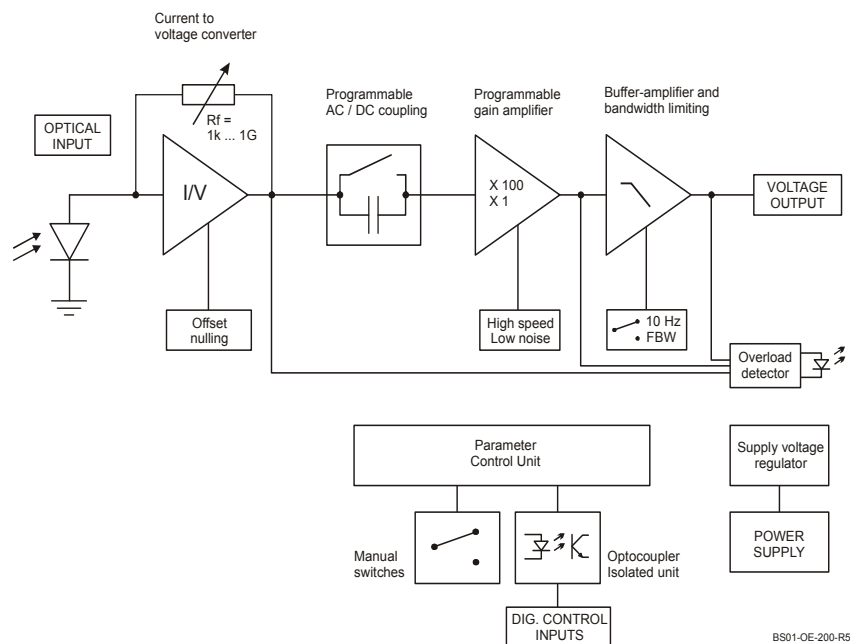 Current to
voltage converter
Rf =
1k ... 1G
OPTICAL
INPUT
I/V
Offset
nulling
Programmable
AC / DC coupling
Programmable
gain amplifier
X 100
X 1
High speed
Low noise
Buffer-amplifier and
bandwidth limiting
10 Hz
FBW
VOLTAGE
OUTPUT
Overload
detector
Parameter
Control Unit
Manual
switches
Optocoupler
Isolated unit
DIG. CONTROL
INPUTS
Supply voltage
regulator
POWER
SUPPLY
BS01-OE-200-R5